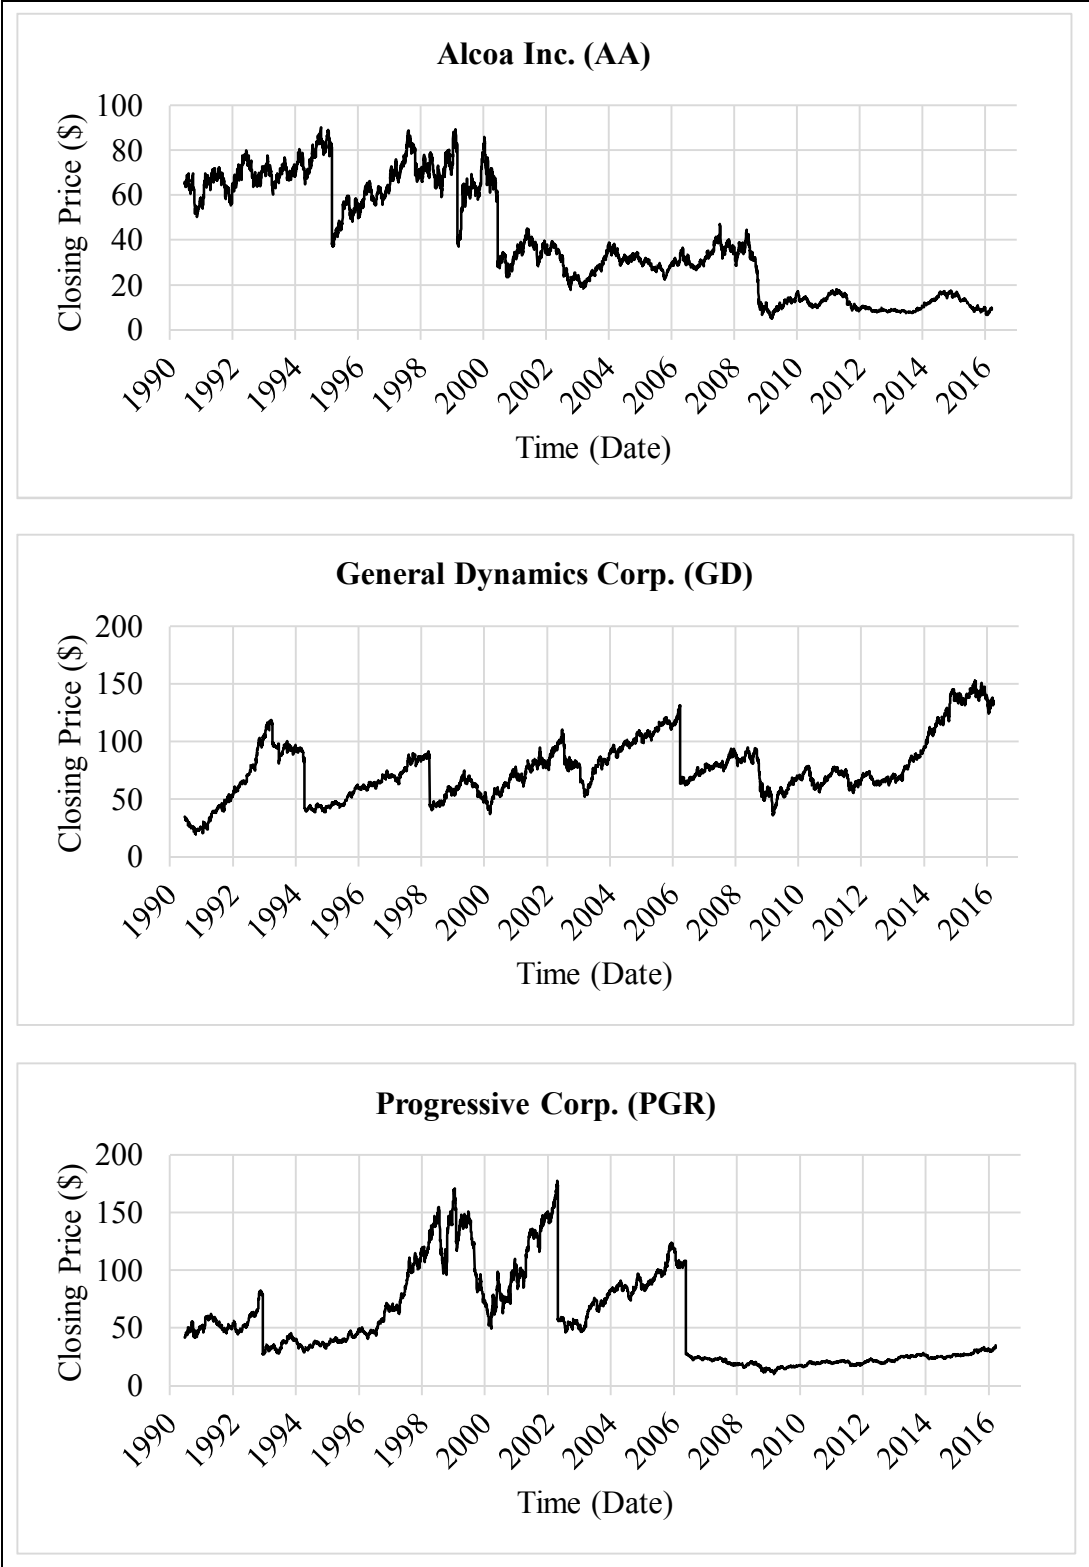 Alcoa Inc. (AA)
Closing Price ($)
100
80
60
40
20
0
1990 1992 1994 1996 1998 2000 2002 2004 2006 2008 2010 2012 2014 2016
Time (Date)
General Dynamics Corp. (GD)
Closing Price ($)
200
150
100
50
0
1990 1992 1994 1996 1998 2000 2002 2004 2006 2008 2010 2012 2014 2016
Time (Date)
Progressive Corp. (PGR)
Closing Price ($)
200
150
100
50
0
1990 1992 1994 1996 1998 2000 2002 2004 2006 2008 2010 2012 2014 2016
Time (Date)